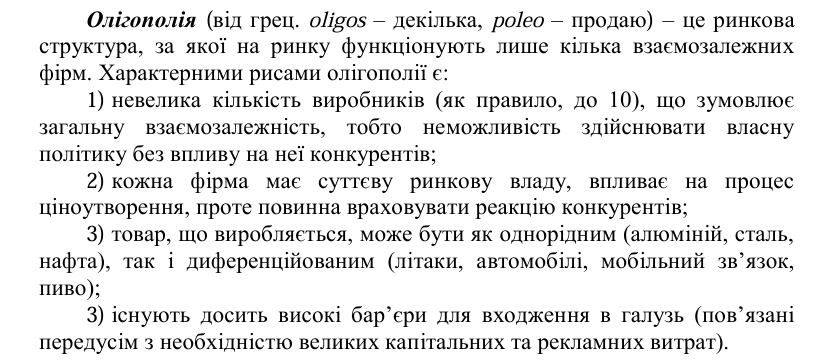 Олігополія (від грец. oligos – декілька, poleo – продаю) – це ринкова
структура, за якої на ринку функціонують лише кілька взаємозалежних
фірм. Характерними рисами олігополії є:
1) невелика кількість виробників (як правило, до 10), що зумовлює
загальну взаємозалежність, тобто неможливість здійснювати власну
політику без впливу на неї конкурентів;
2) кожна фірма має суттєву ринкову владу, впливає на процес
ціноутворення, проте повинна враховувати реакцію конкурентів;
3) товар, що виробляється, може бути як однорідним (алюміній, сталь,
нафта), так і диференційованим (літаки, автомобілі, мобільний зв’язок,
пиво);
3) існують досить високі бар’єри для входження в галузь (пов’язані
передусім з необхідністю великих капітальних та рекламних витрат).